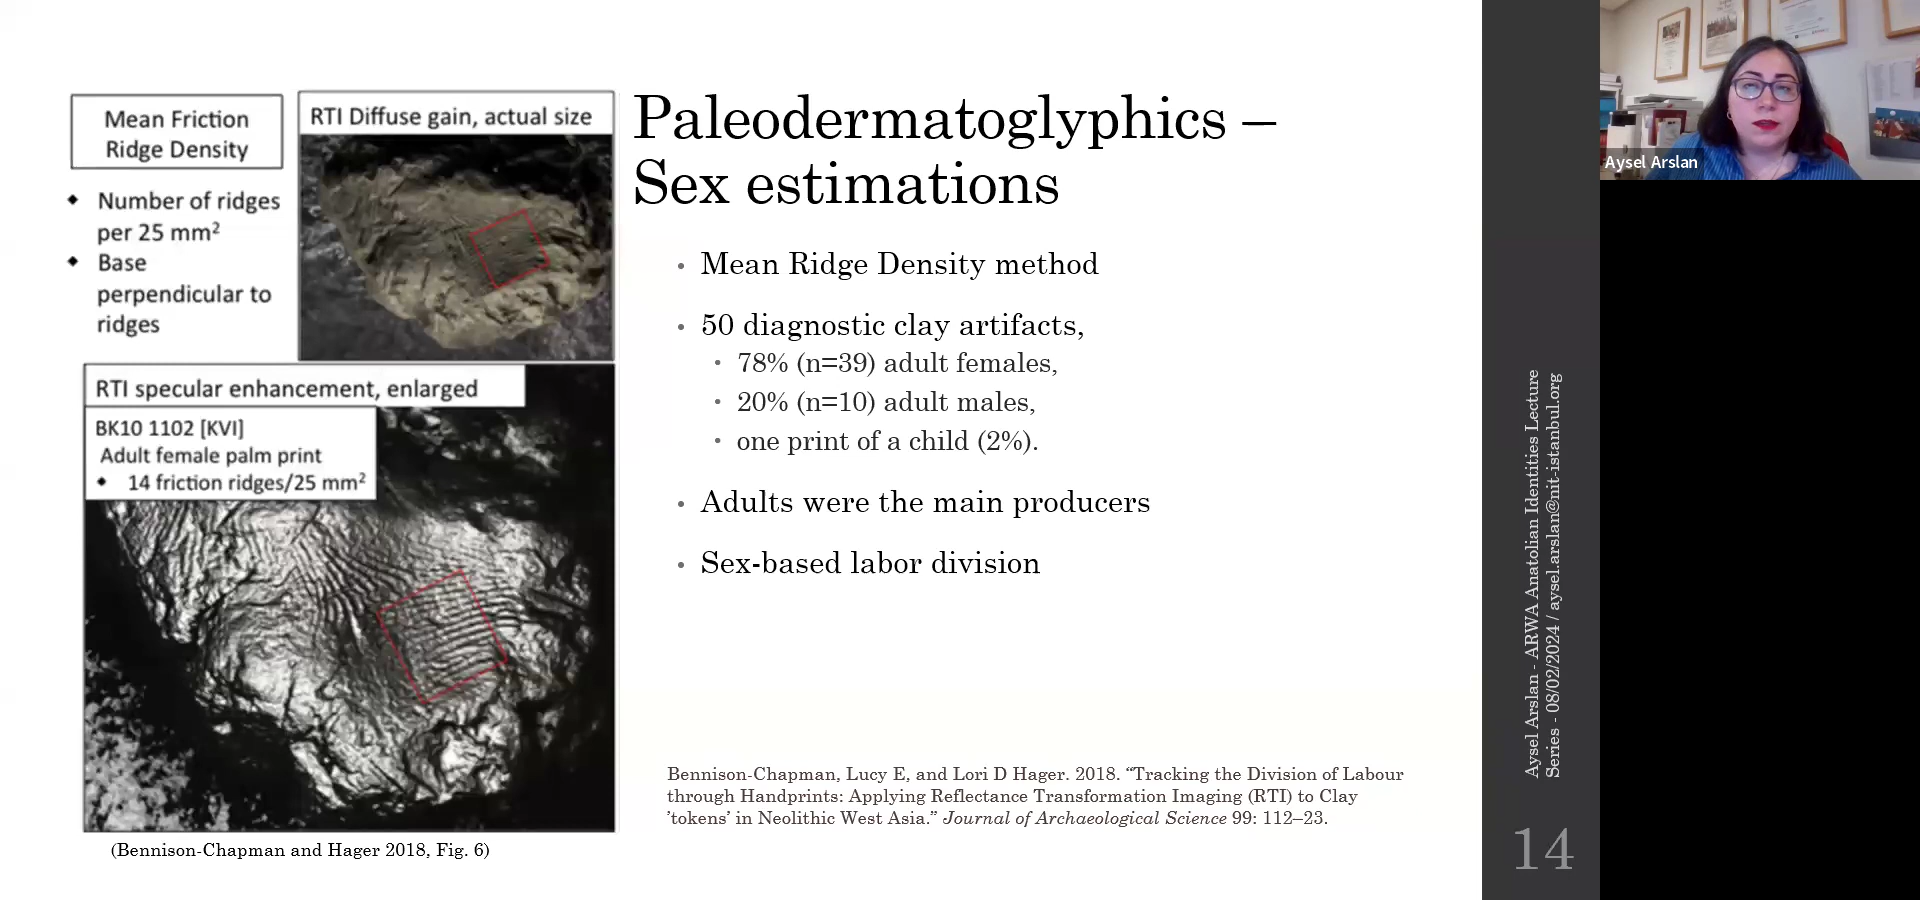 Mean Friction
Ridge Density
◆ Number of ridges
per 25 mm²
◆ Base
perpendicular to
ridges
RTI Diffuse gain, actual size
RTI specular enhancement, enlarged
BK10 1102 [KVI]
Adult female palm print
◆ 14 friction ridges/25 mm²
(Bennison-Chapman and Hager 2018, Fig. 6)
Paleodermatoglyphics –
Sex estimations
• Mean Ridge Density method
• 50 diagnostic clay artifacts,
• 78% (n=39) adult females,
• 20% (n=10) adult males,
• one print of a child (2%).
• Adults were the main producers
• Sex-based labor division
Bennison-Chapman, Lucy E, and Lori D Hager. 2018. “Tracking the Division of Labour
through Handprints: Applying Reflectance Transformation Imaging (RTI) to Clay
’tokens’ in Neolithic West Asia.” Journal of Archaeological Science 99: 112–23.
Aysel Arslan - ARWA Anatolian Identities Lecture
Series - 08/02/2024 / aysel.arslan@nit-istanbul.org
14
Aysel Arslan